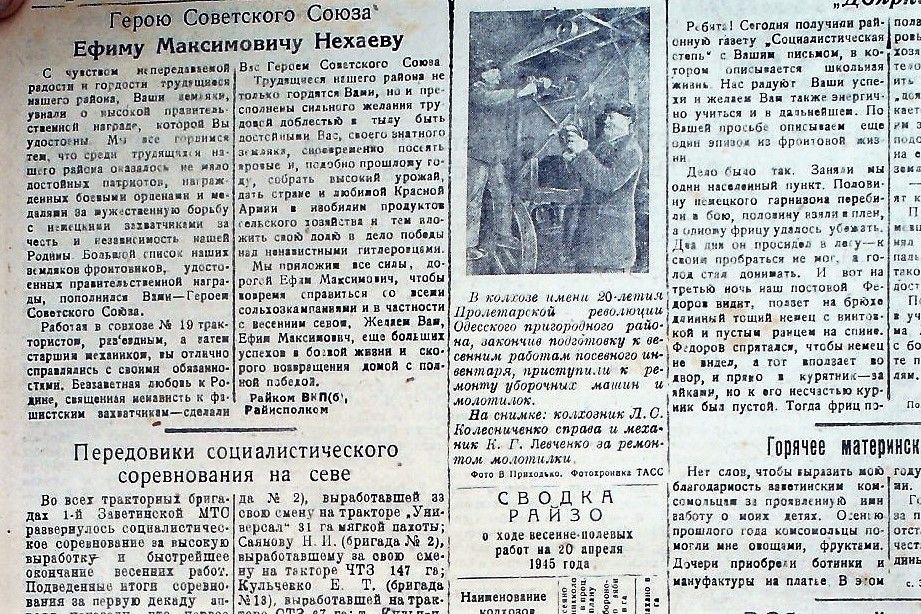 Герою Советского Союза
Ефиму Максимовичу Нехаеву
С чувством непередаваемой
радости и гордости трудящиеся
нашего района, Ваши земляки,
узнали о высокой правитель-
ственной награде, которой Вы
удостоены. Мы все гордимся
тем, что среди трудящихся на-
шего района оказалось не мало
достойных патриотов, награж-
денных боевыми орденами и ме-
далями за мужественную борьбу
с немецкими захватчиками за
честь и независимость нашей
Родины. Большой список наших
земляков фронтовиков, удосто-
енных правительственной награ-
ды, пополнился Вами—Героем
Советского Союза.
Работая в совхозе № 19 трак-
тористом, раз'ездным, а затем
старшим механиком, вы отлично
справлялись с своими обязанно-
стями. Беззаветная любовь к Ро-
дине, священная ненависть к фа-
шистским захватчикам—сделали
Вас Героем Советского Союза
Трудящиеся нашего района не
только гордятся Вами, но и пре-
исполнены сильного желания тру-
довой доблестью в тылу быть
достойными Вас, своего знатного
земляка, своевременно посеять
яровые и, подобно прошлому го-
ду, собрать высокий урожай,
дать стране и любимой Красной
Армии в изобилии продуктов
сельского хозяйства и тем вло-
жить свою долю в дело победы
над ненавистными гитлеровцами.
Мы приложим все силы, до-
рогой Ефим Максимович, чтобы
вовремя справиться со всеми
сельхозкампаниями и в частности
с весенним севом. Желаем Вам,
Ефим Максимович, еще больших
успехов в боевой жизни и ско-
рого возвращения домой с пол-
ной победой.
Райком ВКП(б),
Райисполком
Передовики социалистического
соревнования на севе
Во всех тракторных брига-
дах 1-й Заветинской МТС
развернулось социалистиче-
ское соревнование за высокую
выработку и быстрейшее
окончание весенних работ.
Подведенные итоги соревно-
вания за первую декаду ап-
да № 2), выработавшей за
свою смену на тракторе „Уни-
версал“ 31 га мягкой пахоты;
Саянову Н. И. (бригада № 2),
выработавшему за свою сме-
ну на такторе ЧТЗ 147 га;
Кульченко Е. Т. (бригада
№ 13), выработавшей на трак-
В колхозе имени 20-летия
Пролетарской революции
Одесского пригородного райо-
на, закончив подготовку к ве-
сенним работам посевного ин-
вентаря, приступили к ре-
монту уборочных машин и
молотилок.
На снимке: колхозник Л. С.
Колесниченко справа и меха-
ник К. Г. Левченко за ремон-
том молотилки.
Фото В Приходько. Фотохроника ТАСС
СВОДКА
РАЙЗО
о ходе весенне-полевых
работ на 20 апреля
1945 года
Наименование
колхозов
Ребята! Сегодня получили рай-
онную газету „Социалистическая
степь“ с Вашим письмом, в ко-
тором описывается школьная
жизнь. Нас радуют Ваши успе-
хи и желаем Вам также энергич-
но учиться и в дальнейшем. По
Вашей просьбе описываем еще
один эпизод из фронтовой жиз-
ни.
Дело было так. Заняли мы
один населенный пункт. Полови-
ну немецкого гарнизона переби-
ли в бою, половину взяли в плен,
а одному фрицу удалось убежать.
Два дня он просидел в лесу—к
своим пробраться не мог, а го-
лод стал донимать. И вот на
третью ночь наш постовой Фе-
доров видит, ползет на брюхе
длинный тощий немец с винтов-
кой и пустым ранцем на спине.
Федоров спрятался, чтобы немец
не видел, а тот вползает во
двор, и прямо в курятник—за
яйками, но к его несчастью кур-
ник был пустой. Тогда фриц по-
Горячее материнск
Нет слов, чтобы выразить мою
благодарность заветинским ком-
сомольцам за проявленную ими
заботу о моих детях. Осенью
прошлого года комсомольцы по-
могли мне овощами, фруктами.
Дочери приобрели ботинки и
мануфактуры на платье. В этом